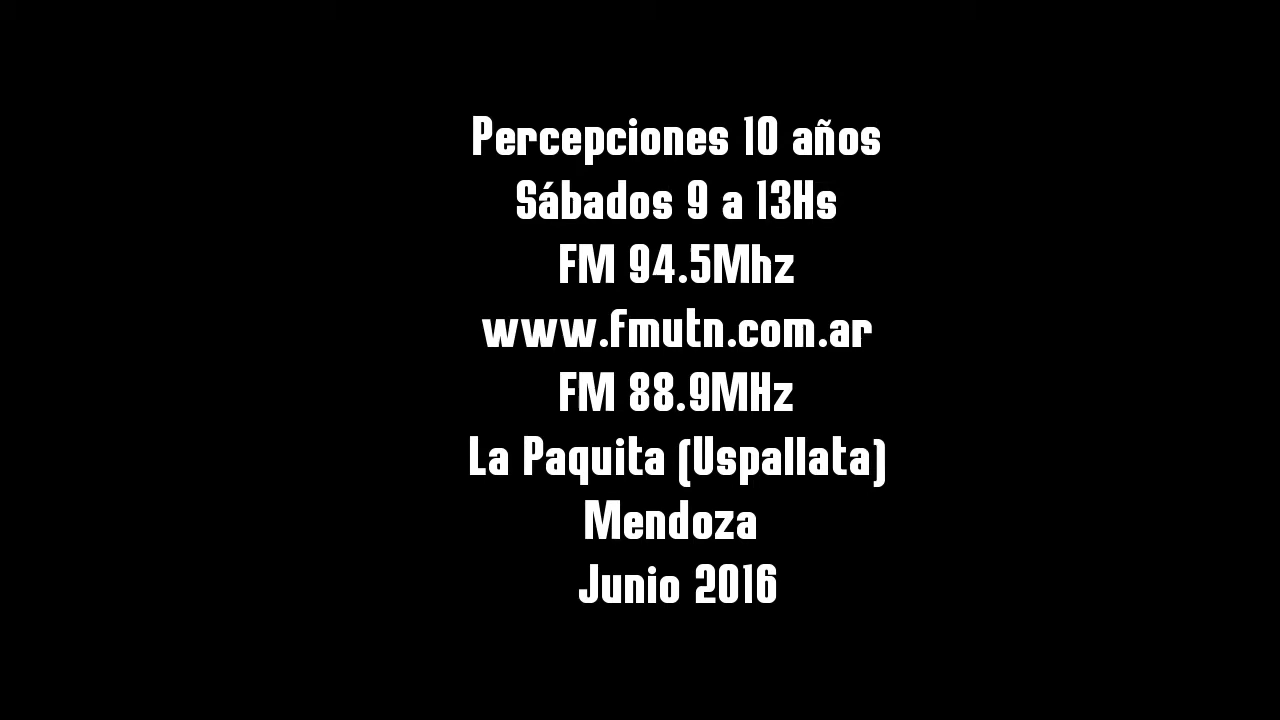 Percepciones 10 años
Sábados 9 a 13Hs
FM 94.5Mhz
www.fmutn.com.ar
FM 88.9MHz
La Paquita (Uspallata)
Mendoza
Junio 2016